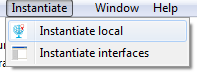 Instantiate Window Help
Instantiate local
Instantiate interfaces